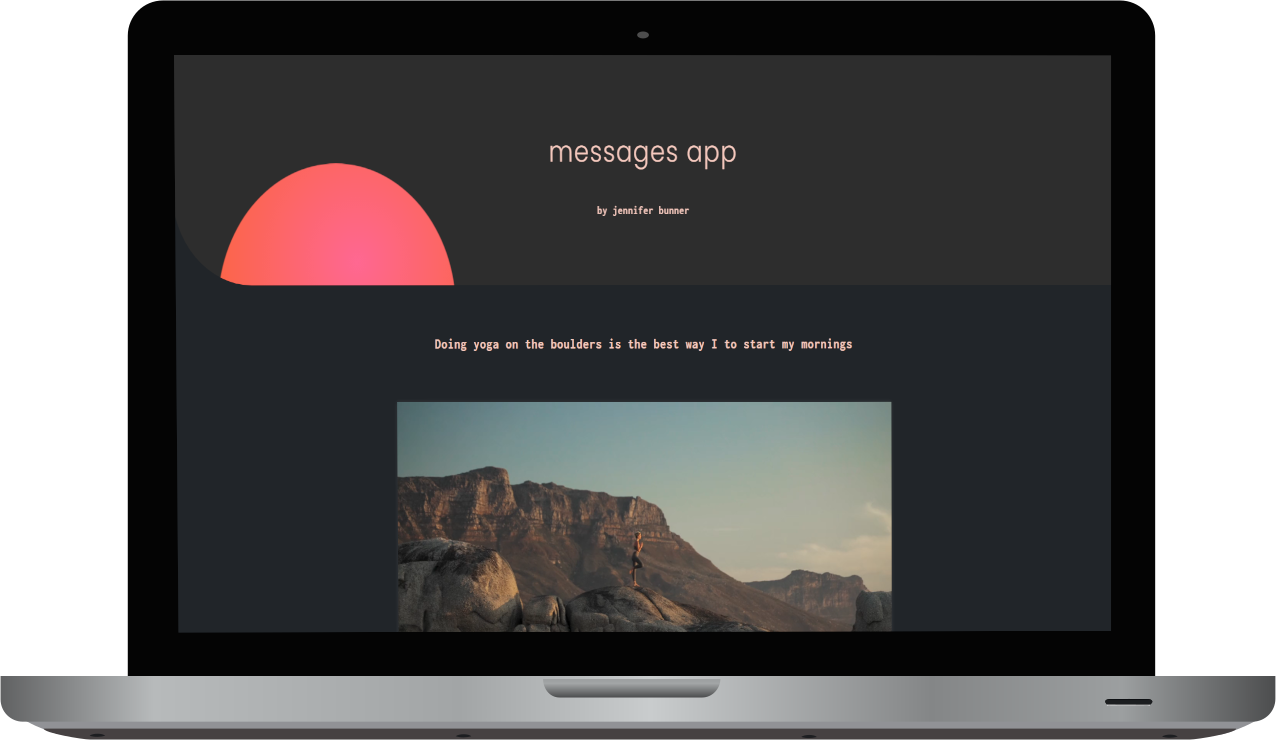 messages app
by jennifer bunner
Doing yoga on the boulders is the best way I to start my mornings